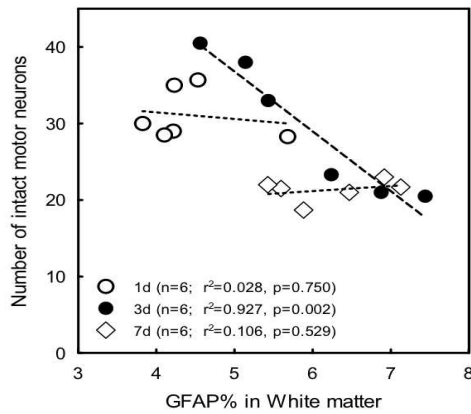 Number of intact motor neurons
40
30
20
10
0
1d (n=6; r²=0.028, p=0.750)
3d (n=6; r²=0.927, p=0.002)
7d (n=6; r²=0.106, p=0.529)
3 4 5 6 7 8
GFAP% in White matter